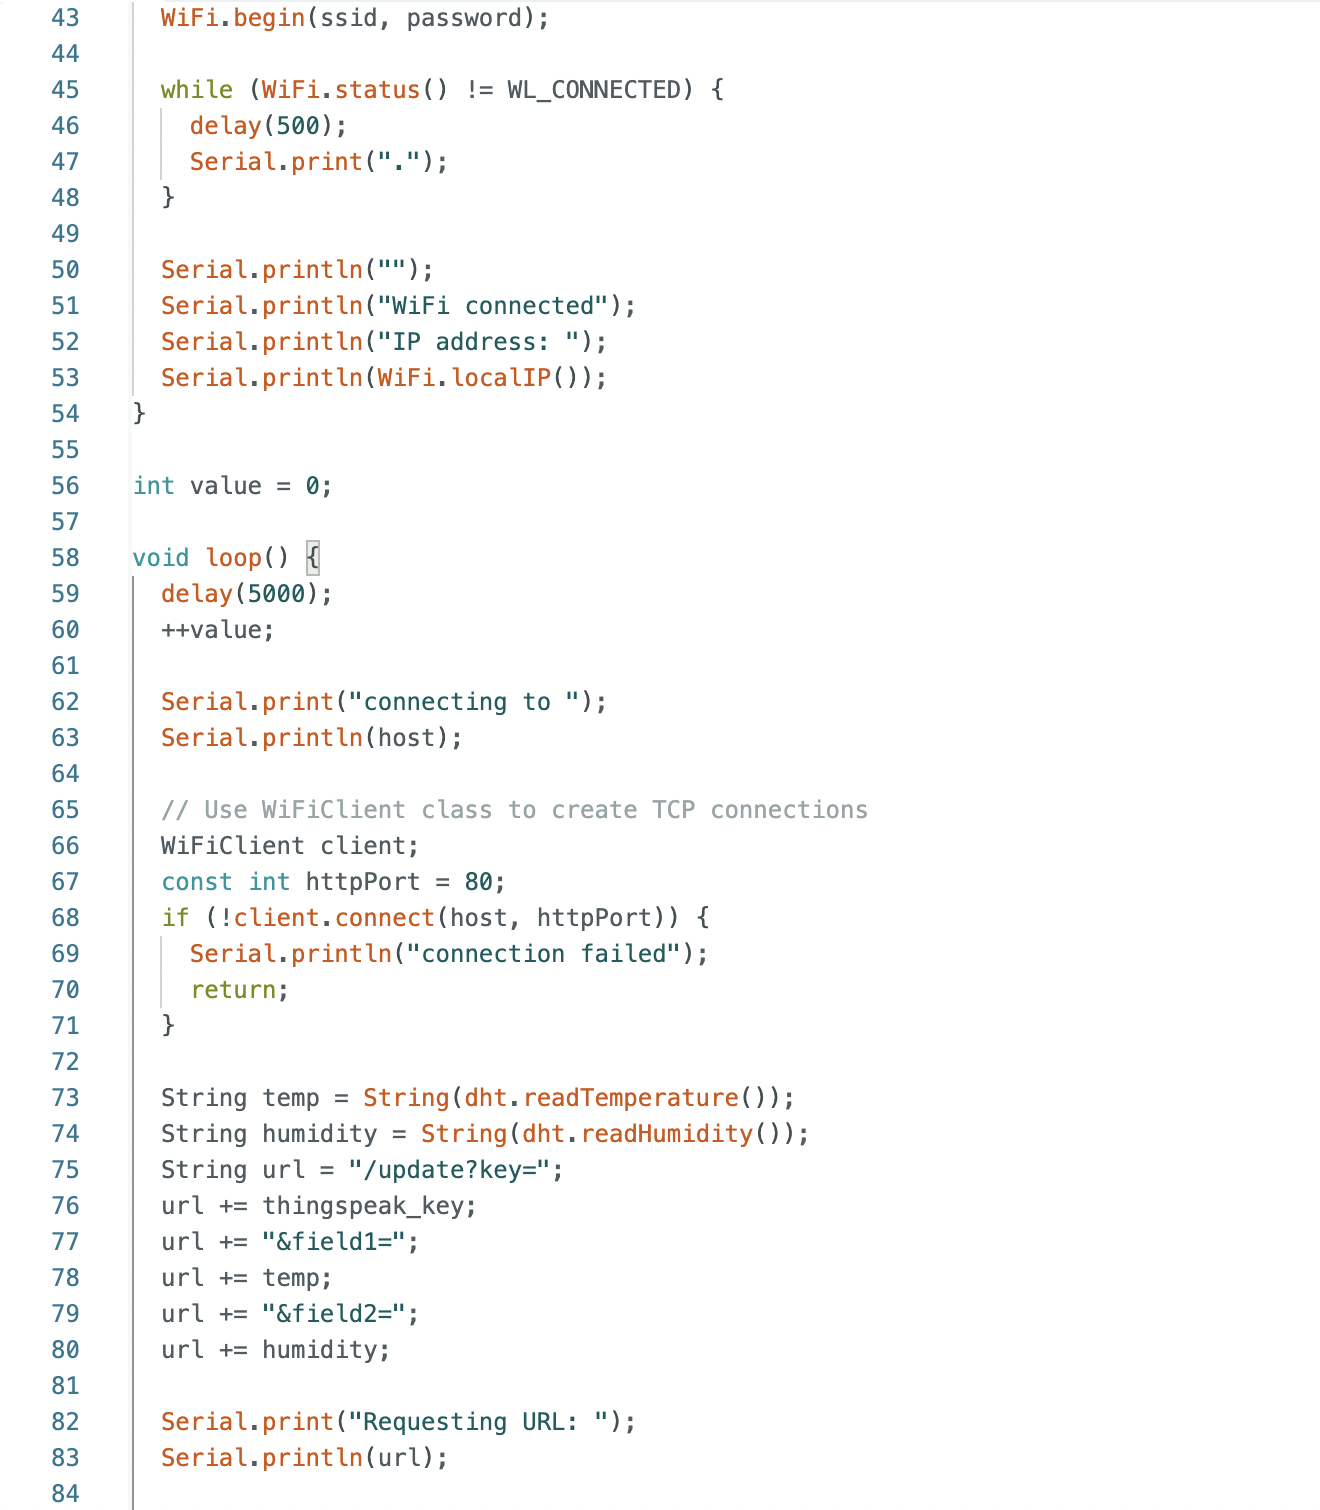 43 WiFi.begin(ssid, password);
44
45 while (WiFi.status() != WL_CONNECTED) {
46 delay(500);
47 Serial.print(".");
48 }
49
50 Serial.println("");
51 Serial.println("WiFi connected");
52 Serial.println("IP address: ");
53 Serial.println(WiFi.localIP());
54 }
55
56 int value = 0;
57
58 void loop() {
59 delay(5000);
60 ++value;
61
62 Serial.print("connecting to ");
63 Serial.println(host);
64
65 // Use WiFiClient class to create TCP connections
66 WiFiClient client;
67 const int httpPort = 80;
68 if (!client.connect(host, httpPort)) {
69 Serial.println("connection failed");
70 return;
71 }
72
73 String temp = String(dht.readTemperature());
74 String humidity = String(dht.readHumidity());
75 String url = "/update?key=";
76 url += thingspeak_key;
77 url += "&field1=";
78 url += temp;
79 url += "&field2=";
80 url += humidity;
81
82 Serial.print("Requesting URL: ");
83 Serial.println(url);
84